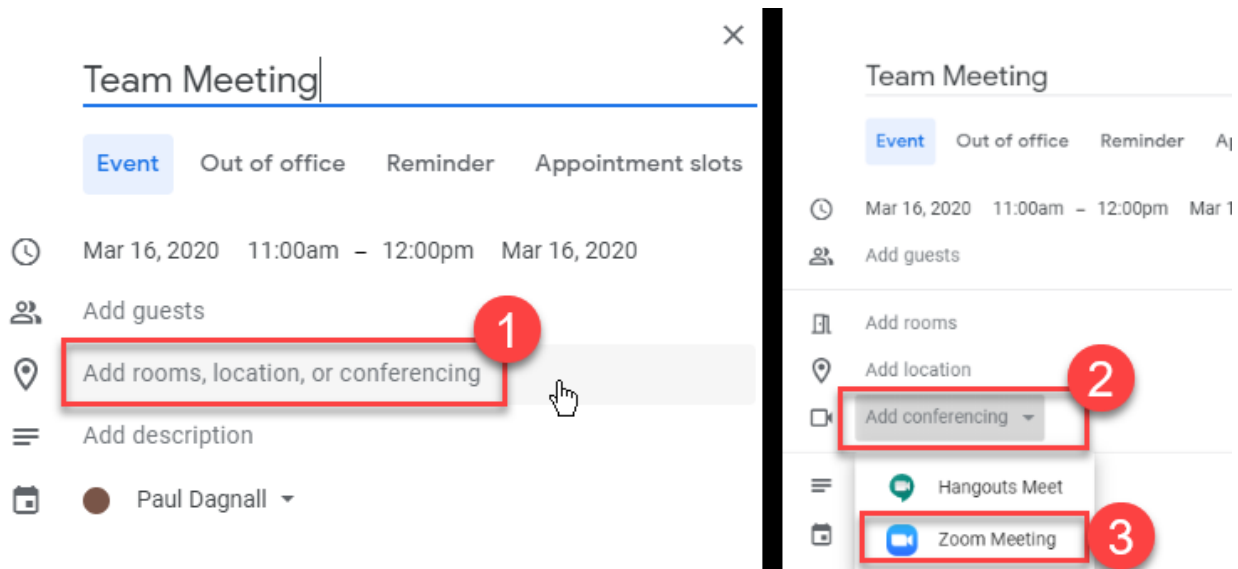 Team Meeting
Event Out of office Reminder Appointment slots
Mar 16, 2020 11:00am – 12:00pm Mar 16, 2020
Add guests
1
Add rooms, location, or conferencing
Add description
Paul Dagnall
Team Meeting
Event Out of office Reminder
Mar 16, 2020 11:00am – 12:00pm Mar
Add guests
Add rooms
Add location
2
Add conferencing
Hangouts Meet
Zoom Meeting 3